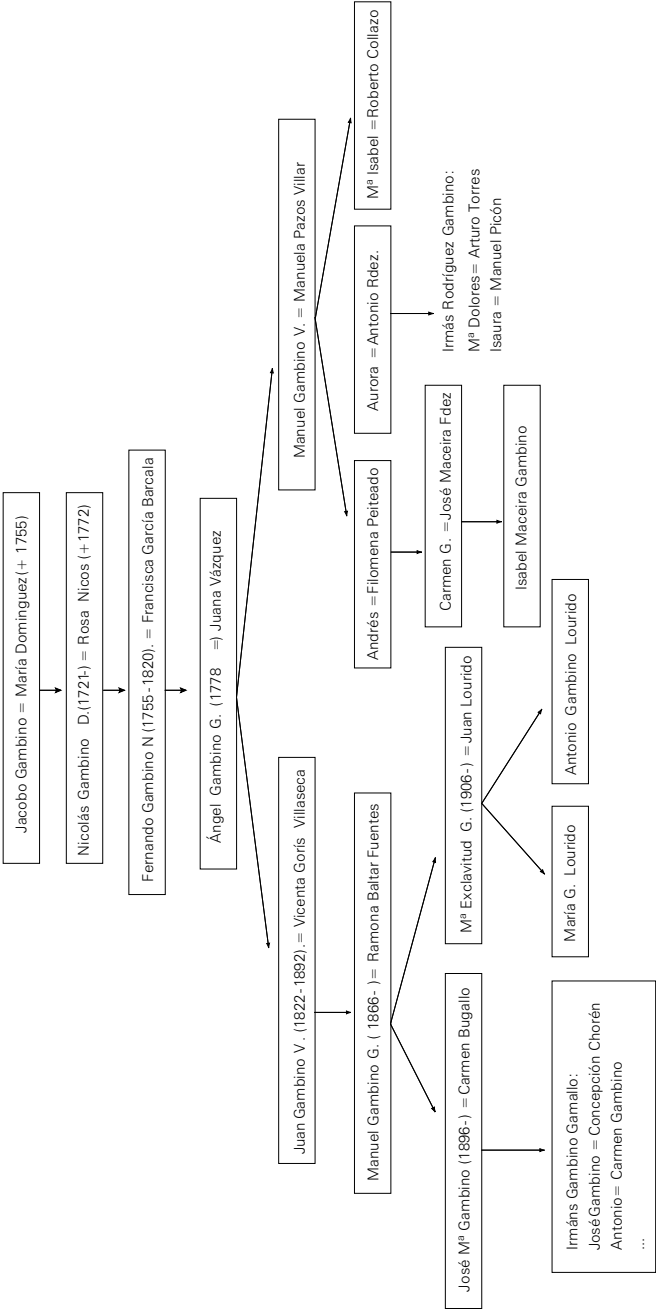 Jacobo Gambino = María Dominguez (+ 1755)
Nicolás Gambino D.(1721-) = Rosa Nicos (+1772)
Fernando Gambino N (1755-1820). = Francisca García Barcala
Ángel Gambino G. (1778 =) Juana Vázquez
Juan Gambino V. (1822-1892).= Vicenta Gorís Villaseca
Manuel Gambino V. = Manuela Pazos Villar
Manuel Gambino G. ( 1866- ) = Ramona Baltar Fuentes
Andrés = Filomena Peiteado
Aurora = Antonio Rdez.
Mª Isabel = Roberto Collazo
José Mª Gambino (1896-) = Carmen Bugallo
Mª Exclavitud G. (1906-) = Juan Lourido
Carmen G. =José Maceira Fdez
Irmás Rodríguez Gambino:
Mª Dolores= Arturo Torres
Isaura = Manuel Picón
Isabel Maceira Gambino
Irmáns Gambino Gamallo:
José Gambino = Concepción Chorén
Antonio= Carmen Gambino
...
María G. Lourido
Antonio Gambino Lourido